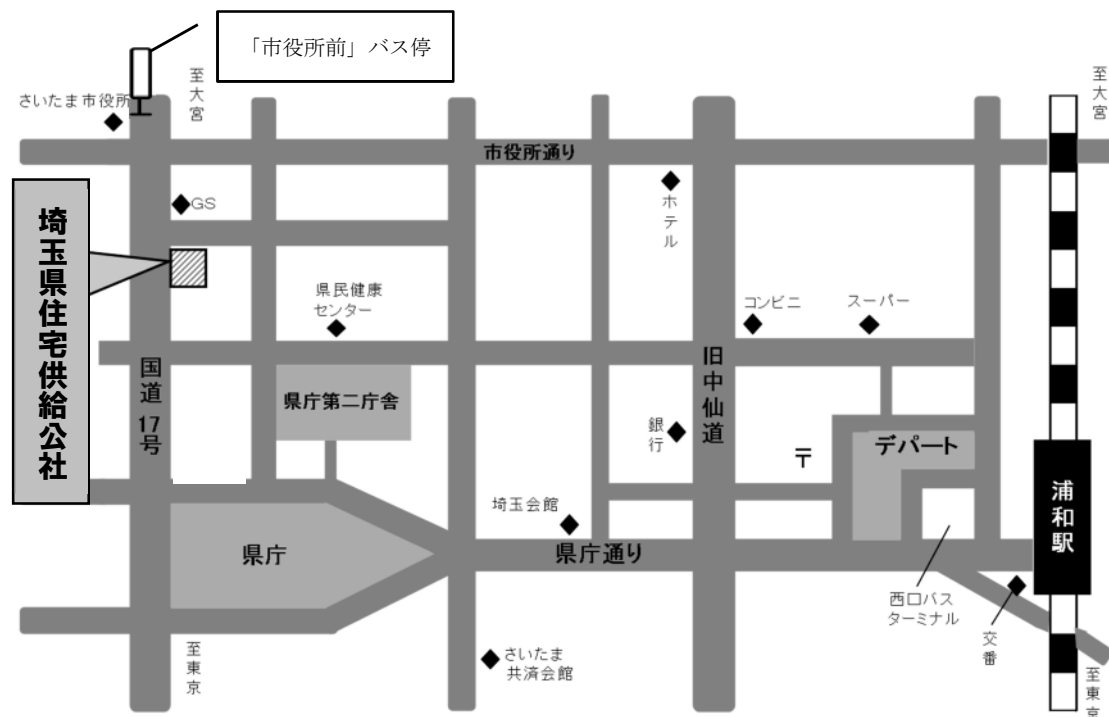 「市役所前」バス停
至大宮
至大宮
さいたま市役所
市役所通り
GS
ホテル
埼玉県住宅供給公社
県民健康
センター
コンビニ
スーパー
国道17号
旧中仙道
県庁第二庁舎
銀行
〒
デパート
埼玉会館
浦和駅
県庁
県庁通り
西口バス
ターミナル
交番
至東京
さいたま
共済会館
至東京